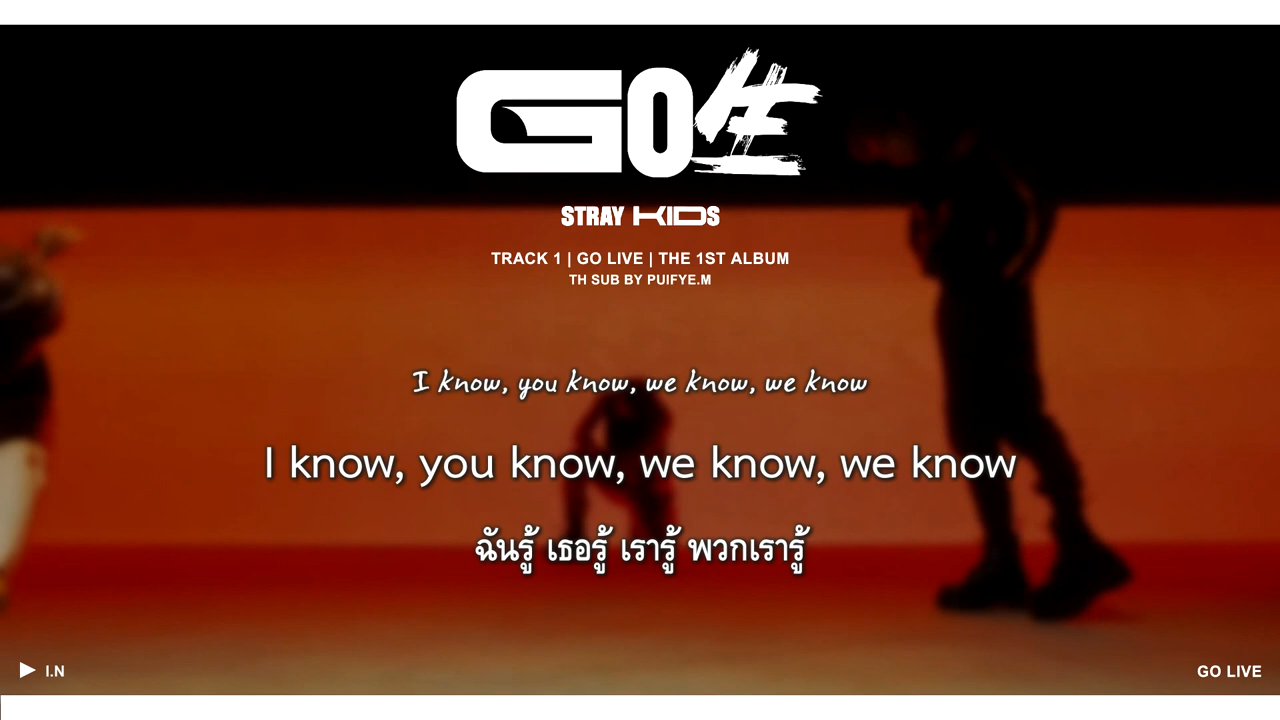 GO生
STRAY KIDS
TRACK 1 | GO LIVE | THE 1ST ALBUM
TH SUB BY PUIFYE.M
I know, you know, we know, we know
I know, you know, we know, we know
ฉันรู้ เธอรู้ เรารู้ พวกเรารู้
I.N
GO LIVE